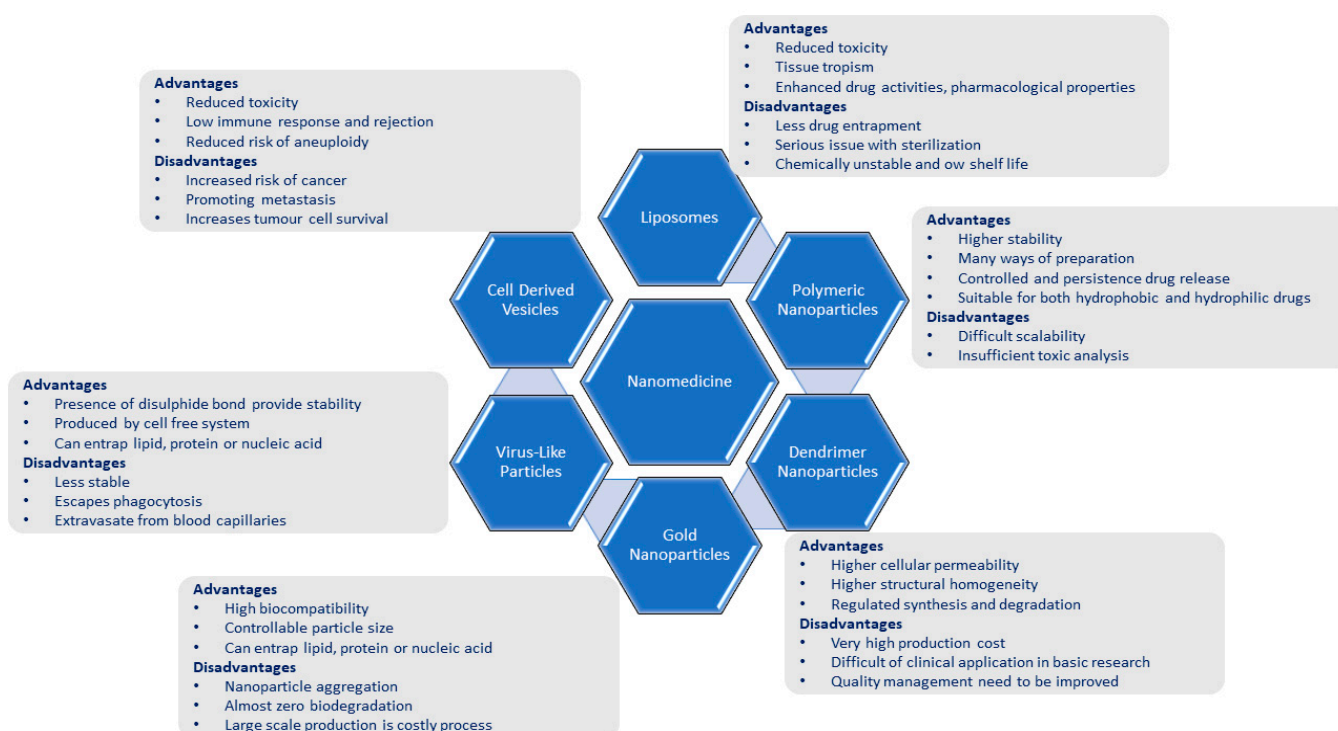 Advantages
• Reduced toxicity
• Tissue tropism
• Enhanced drug activities, pharmacological properties
Disadvantages
• Less drug entrapment
• Serious issue with sterilization
• Chemically unstable and ow shelf life
Advantages
• Reduced toxicity
• Low immune response and rejection
• Reduced risk of aneuploidy
Disadvantages
• Increased risk of cancer
• Promoting metastasis
• Increases tumour cell survival
Liposomes
Advantages
• Higher stability
• Many ways of preparation
• Controlled and persistence drug release
• Suitable for both hydrophobic and hydrophilic drugs
Disadvantages
• Difficult scalability
• Insufficient toxic analysis
Cell Derived
Vesicles
Polymeric
Nanoparticles
Nanomedicine
Advantages
• Presence of disulphide bond provide stability
• Produced by cell free system
• Can entrap lipid, protein or nucleic acid
Disadvantages
• Less stable
• Escapes phagocytosis
• Extravasate from blood capillaries
Virus-Like
Particles
Dendrimer
Nanoparticles
Gold
Nanoparticles
Advantages
• Higher cellular permeability
• Higher structural homogeneity
• Regulated synthesis and degradation
Disadvantages
• Very high production cost
• Difficult of clinical application in basic research
• Quality management need to be improved
Advantages
• High biocompatibility
• Controllable particle size
• Can entrap lipid, protein or nucleic acid
Disadvantages
• Nanoparticle aggregation
• Almost zero biodegradation
• Large scale production is costly process